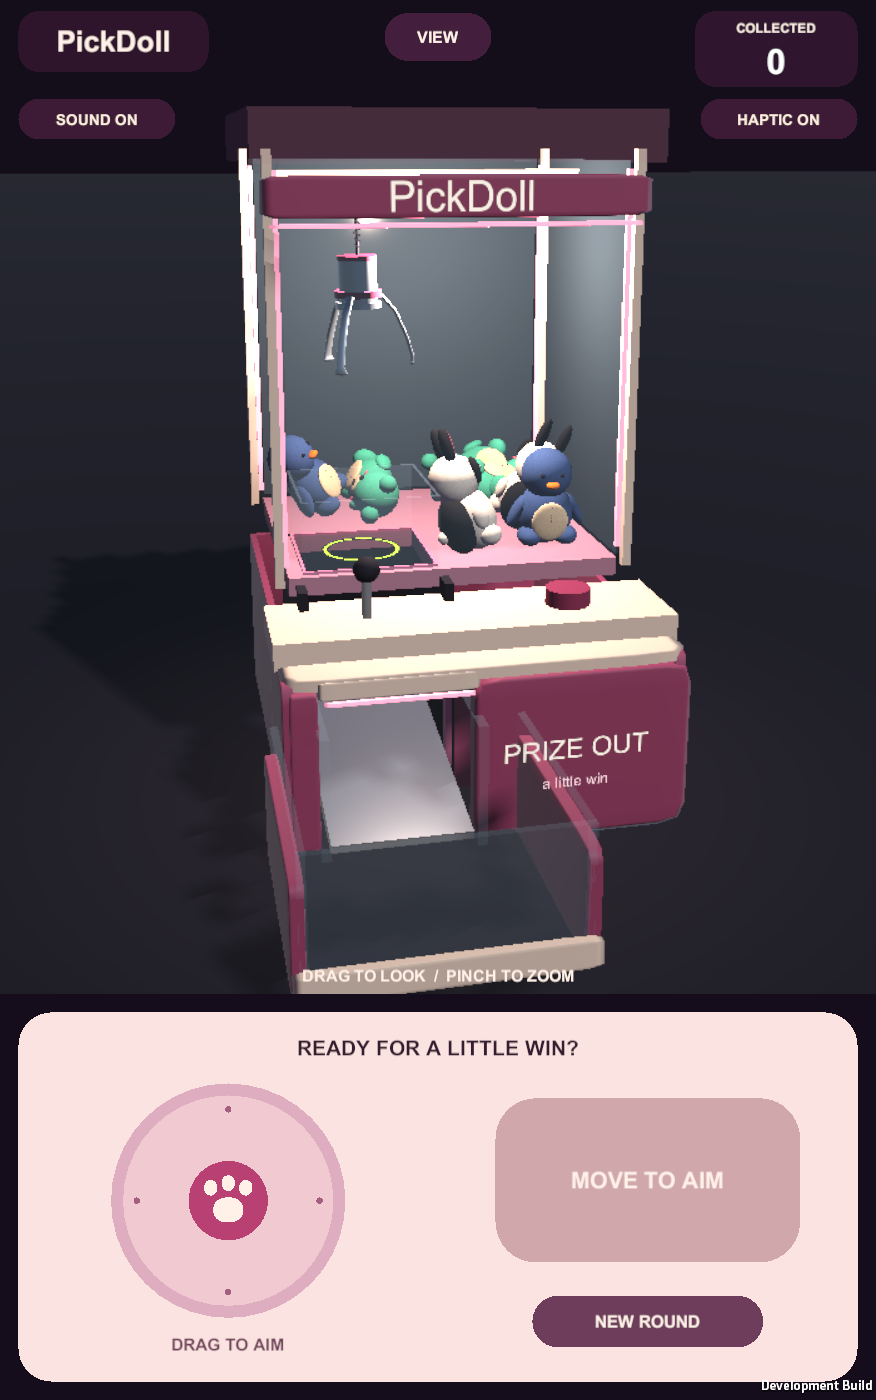 PickDoll
VIEW
COLLECTED
0
SOUND ON
HAPTIC ON
PickDoll
PRIZE OUT
a little win
DRAG TO LOOK / PINCH TO ZOOM
READY FOR A LITTLE WIN?
MOVE TO AIM
NEW ROUND
DRAG TO AIM
Development Build